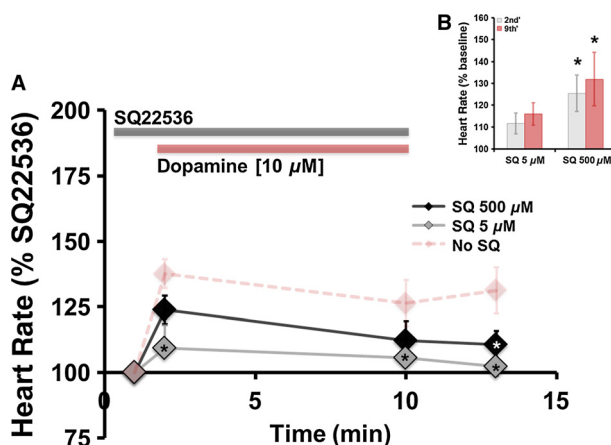 B
2nd'
9th'
Heart Rate (% baseline)
160
150
140
130
120
110
100
*
*
SQ 5 µM
SQ 500 µM
A
Heart Rate (% SQ22536)
200
175
150
125
100
75
SQ22536
Dopamine [10 µM]
SQ 500 µM
SQ 5 µM
No SQ
*
*
*
*
0
5
10
15
Time (min)